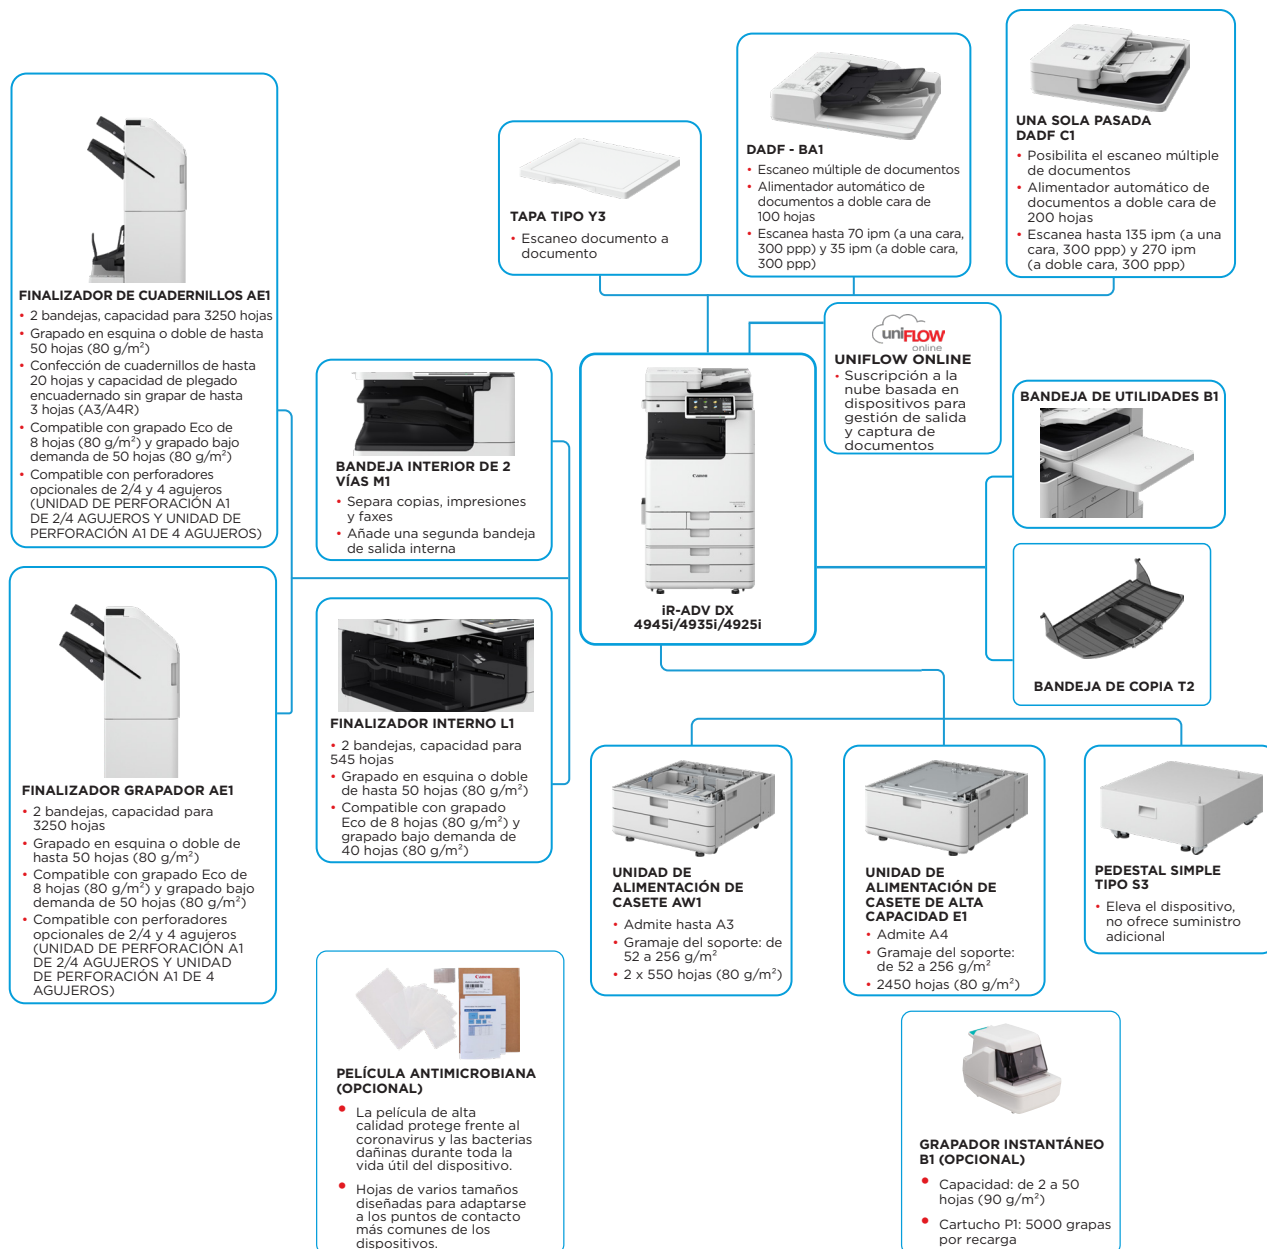 FINALIZADOR DE CUADERNILLOS AE1
• 2 bandejas, capacidad para 3250 hojas
• Grapado en esquina o doble de hasta
50 hojas (80 g/m²)
• Confección de cuadernillos de hasta
20 hojas y capacidad de plegado
encuadernado sin grapar de hasta
3 hojas (A3/A4R)
• Compatible con grapado Eco de
8 hojas (80 g/m²) y grapado bajo
demanda de 50 hojas (80 g/m²)
• Compatible con perforadores
opcionales de 2/4 y 4 agujeros
(UNIDAD DE PERFORACIÓN A1
DE 2/4 AGUJEROS Y UNIDAD DE
PERFORACIÓN A1 DE 4 AGUJEROS)
FINALIZADOR GRAPADOR AE1
• 2 bandejas, capacidad para
3250 hojas
• Grapado en esquina o doble de
hasta 50 hojas (80 g/m²)
• Compatible con grapado Eco de
8 hojas (80 g/m²) y grapado bajo
demanda de 50 hojas (80 g/m²)
• Compatible con perforadores
opcionales de 2/4 y 4 agujeros
(UNIDAD DE PERFORACIÓN A1
DE 2/4 AGUJEROS Y UNIDAD
DE PERFORACIÓN A1 DE 4
AGUJEROS)
BANDEJA INTERIOR DE 2
VÍAS M1
• Separa copias, impresiones
y faxes
• Añade una segunda bandeja
de salida interna
FINALIZADOR INTERNO L1
• 2 bandejas, capacidad para
545 hojas
• Grapado en esquina o doble
de hasta 50 hojas (80 g/m²)
• Compatible con grapado
Eco de 8 hojas (80 g/m²) y
grapado bajo demanda de
40 hojas (80 g/m²)
Canon
PELÍCULA ANTIMICROBIANA
(OPCIONAL)
• La película de alta
calidad protege frente al
coronavirus y las bacterias
dañinas durante toda la
vida útil del dispositivo.
• Hojas de varios tamaños
diseñadas para adaptarse
a los puntos de contacto
más comunes de los
dispositivos.
TAPA TIPO Y3
• Escaneo documento a
documento
DADF - BA1
• Escaneo múltiple de documentos
• Alimentador automático de
documentos a doble cara de
100 hojas
• Escanea hasta 70 ipm (a una cara,
300 ppp) y 35 ipm (a doble cara,
300 ppp)
UNA SOLA PASADA
DADF C1
• Posibilita el escaneo múltiple
de documentos
• Alimentador automático de
documentos a doble cara de
200 hojas
• Escanea hasta 135 ipm (a una
cara, 300 ppp) y 270 ipm
(a doble cara, 300 ppp)
uniFLOW
online
UNIFLOW ONLINE
• Suscripción a la
nube basada en
dispositivos para
gestión de salida
y captura de
documentos
Canon
iR-ADV DX
4945i/4935i/4925i
BANDEJA DE UTILIDADES B1
BANDEJA DE COPIA T2
UNIDAD DE
ALIMENTACIÓN DE
CASETE AW1
• Admite hasta A3
• Gramaje del soporte: de
52 a 256 g/m²
• 2 x 550 hojas (80 g/m²)
UNIDAD DE
ALIMENTACIÓN DE
CASETE DE ALTA
CAPACIDAD E1
• Admite A4
• Gramaje del soporte:
de 52 a 256 g/m²
• 2450 hojas (80 g/m²)
PEDESTAL SIMPLE
TIPO S3
• Eleva el dispositivo,
no ofrece suministro
adicional
GRAPADOR INSTANTÁNEO
B1 (OPCIONAL)
• Capacidad: de 2 a 50
hojas (90 g/m²)
• Cartucho P1: 5000 grapas
por recarga